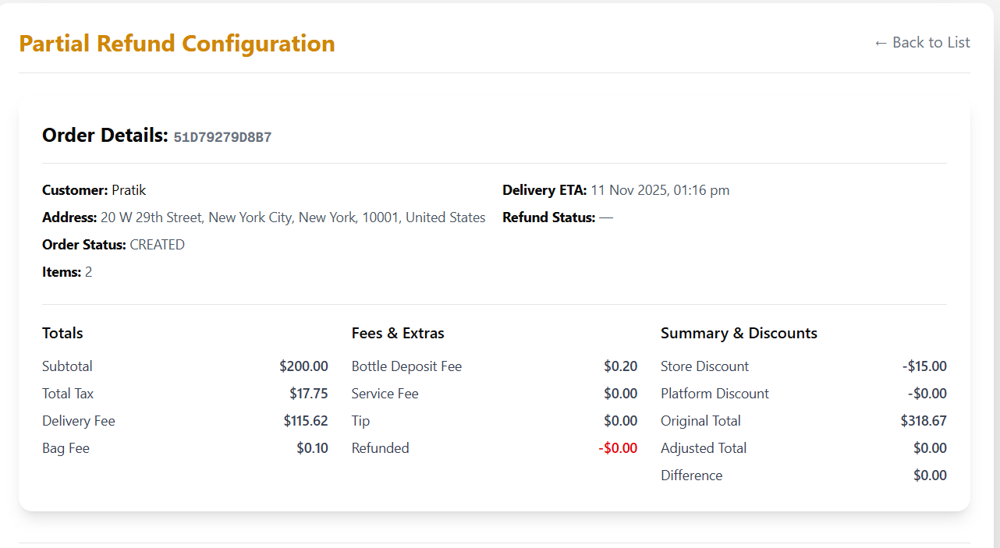 Partial Refund Configuration
← Back to List
Order Details: 51D79279D8B7
Customer: Pratik
Address: 20 W 29th Street, New York City, New York, 10001, United States
Order Status: CREATED
Items: 2
Delivery ETA: 11 Nov 2025, 01:16 pm
Refund Status: —
Totals
Subtotal $200.00
Total Tax $17.75
Delivery Fee $115.62
Bag Fee $0.10
Fees & Extras
Bottle Deposit Fee $0.20
Service Fee $0.00
Tip $0.00
Refunded -$0.00
Summary & Discounts
Store Discount -$15.00
Platform Discount -$0.00
Original Total $318.67
Adjusted Total $0.00
Difference $0.00